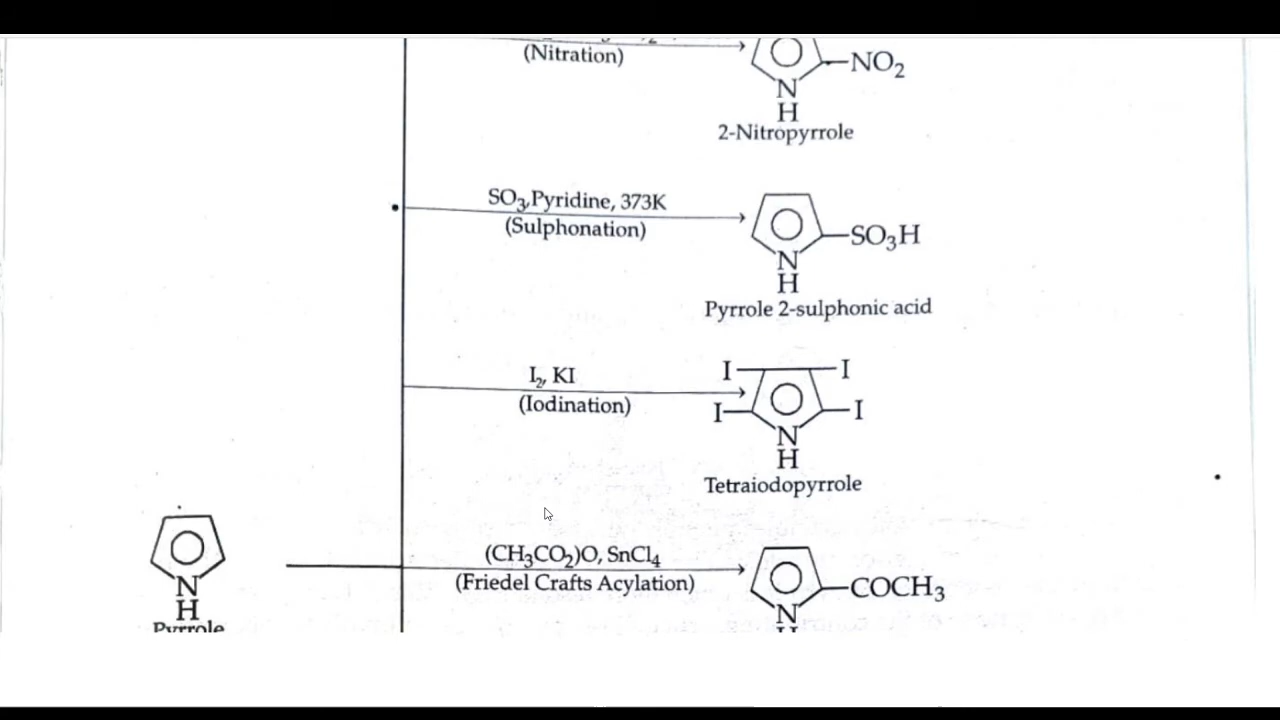 (Nitration)
NO2
N
H
2-Nitropyrrole
SO3,Pyridine, 373K
(Sulphonation)
SO3H
N
H
Pyrrole 2-sulphonic acid
I2, KI
(Iodination)
I I
I I
N
H
Tetraiodopyrrole
N
H
Pyrrole
(CH3CO2)O, SnCl4
(Friedel Crafts Acylation)
COCH3
N
H